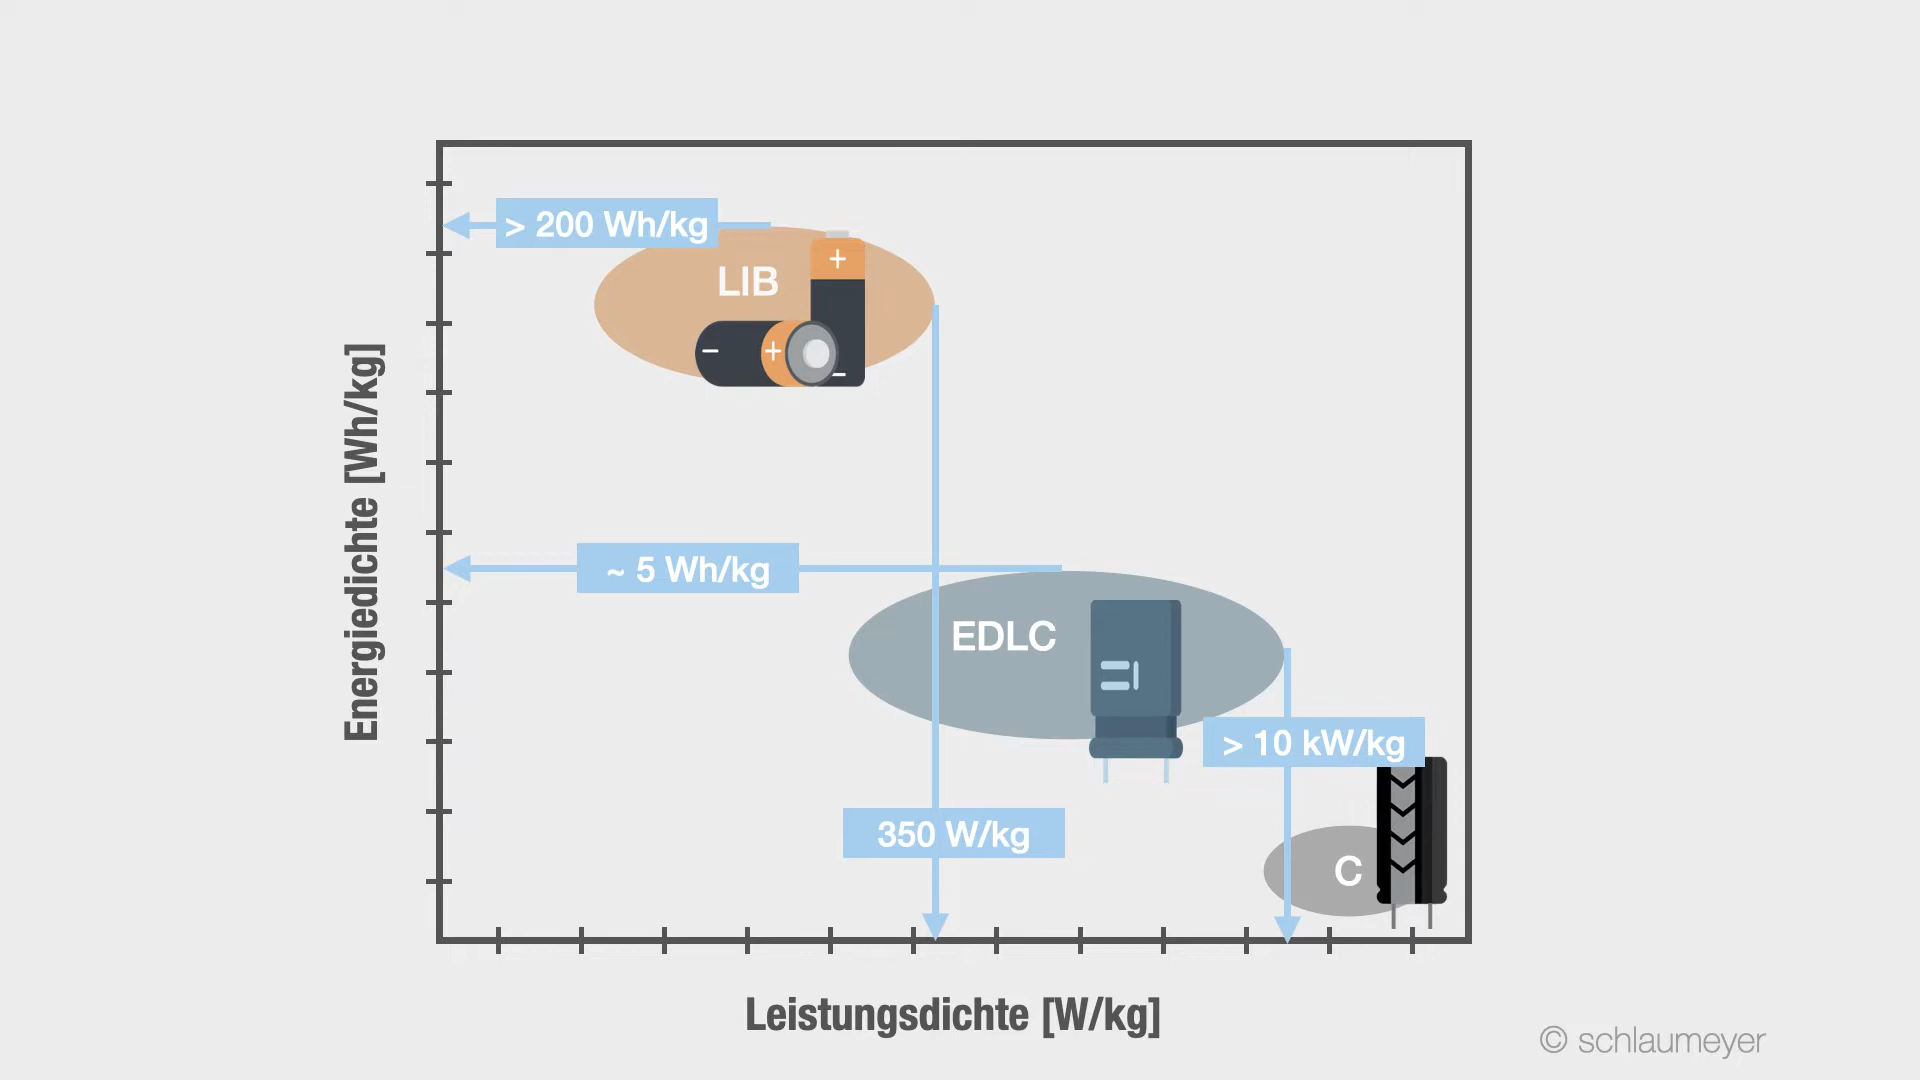 > 200 Wh/kg
LIB
+
− +
−
Energiedichte [Wh/kg]
~ 5 Wh/kg
EDLC
> 10 kW/kg
350 W/kg
C
Leistungsdichte [W/kg]
© schlaumeyer